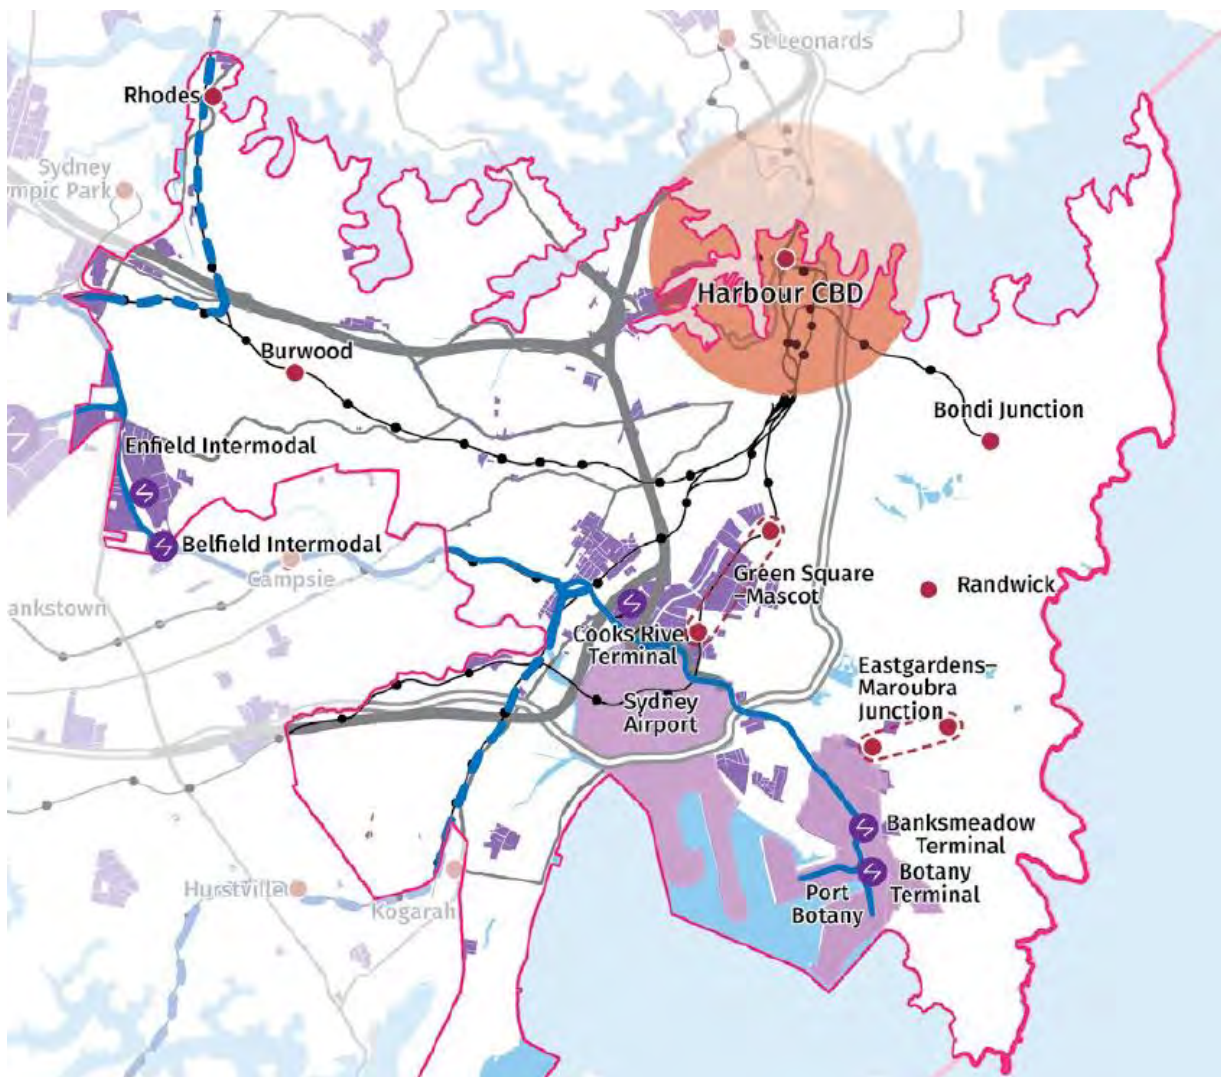 St Leonards
Rhodes
Sydney
ympic Park
Harbour CBD
Burwood
Bondi Junction
Enfield Intermodal
Belfield Intermodal
Campsie
ankstown
Green Square
–Mascot
Randwick
Cooks River
Terminal
Eastgardens–
Maroubra
Junction
Sydney
Airport
Banksmeadow
Terminal
Botany
Terminal
Port
Botany
Hurstville
Kogarah